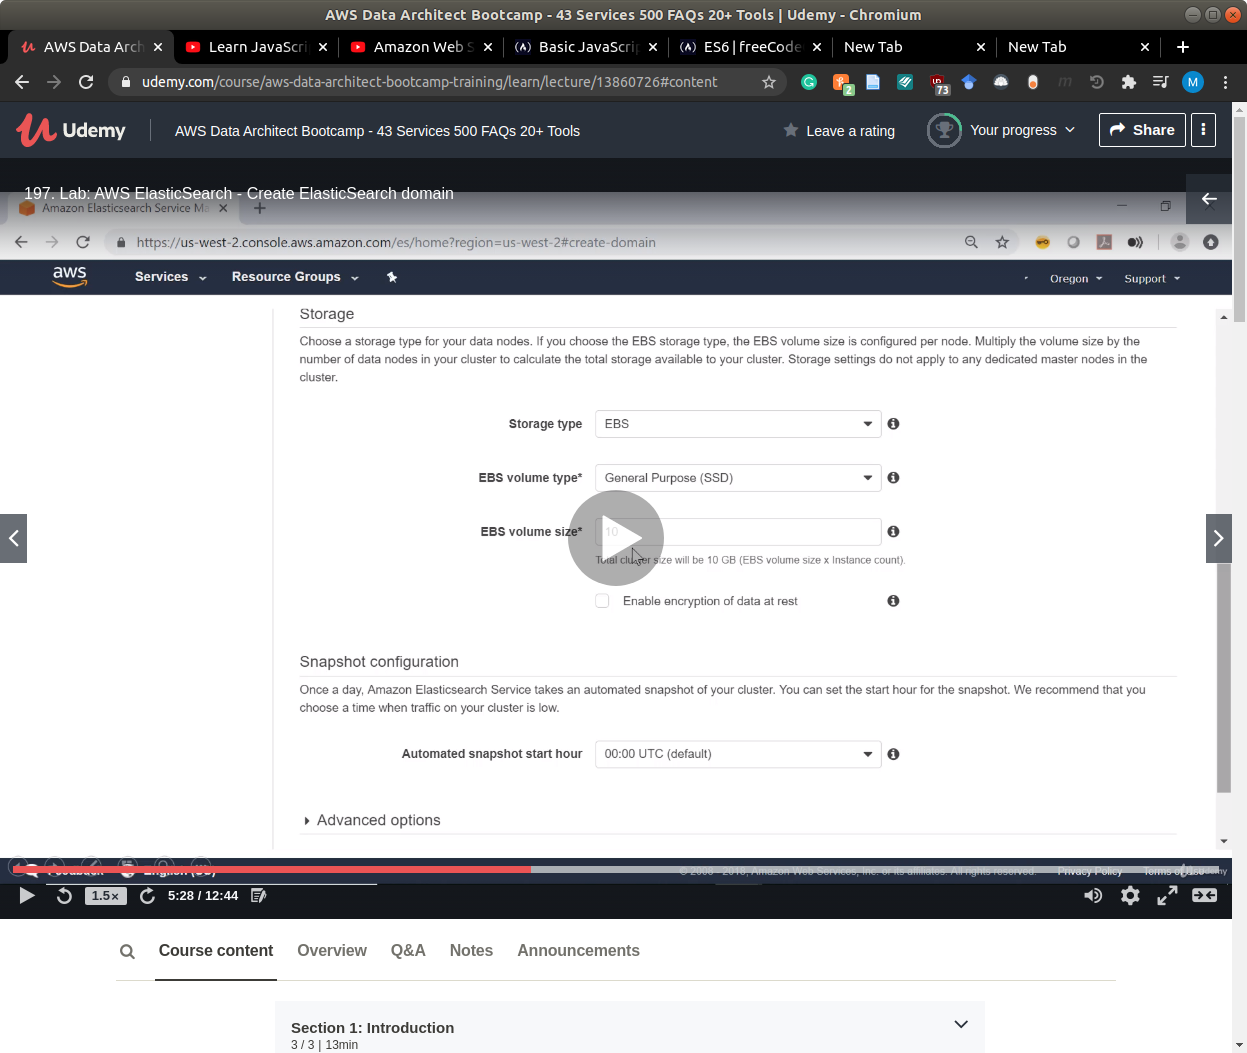 AWS Data Architect Bootcamp - 43 Services 500 FAQs 20+ Tools | Udemy - Chromium
AWS Data Arch
Learn JavaScri
Amazon Web S
Basic JavaScrip
ES6 | freeCode
New Tab
New Tab
udemy.com/course/aws-data-architect-bootcamp-training/learn/lecture/13860726#content
2
73
M
Udemy
AWS Data Architect Bootcamp - 43 Services 500 FAQs 20+ Tools
Leave a rating
Your progress
Share
197. Lab: AWS ElasticSearch - Create ElasticSearch domain
Amazon Elasticsearch Service Ma
https://us-west-2.console.aws.amazon.com/es/home?region=us-west-2#create-domain
aws
Services
Resource Groups
Oregon
Support
Storage
Choose a storage type for your data nodes. If you choose the EBS storage type, the EBS volume size is configured per node. Multiply the volume size by the
number of data nodes in your cluster to calculate the total storage available to your cluster. Storage settings do not apply to any dedicated master nodes in the
cluster.
Storage type
EBS
EBS volume type*
General Purpose (SSD)
EBS volume size*
10
Total cluster size will be 10 GB (EBS volume size x Instance count).
Enable encryption of data at rest
Snapshot configuration
Once a day, Amazon Elasticsearch Service takes an automated snapshot of your cluster. You can set the start hour for the snapshot. We recommend that you
choose a time when traffic on your cluster is low.
Automated snapshot start hour
00:00 UTC (default)
Advanced options
Feedback
English (US)
Privacy Policy
1.5×
5:28 / 12:44
Course content
Overview
Q&A
Notes
Announcements
Section 1: Introduction
3 / 3 | 13min